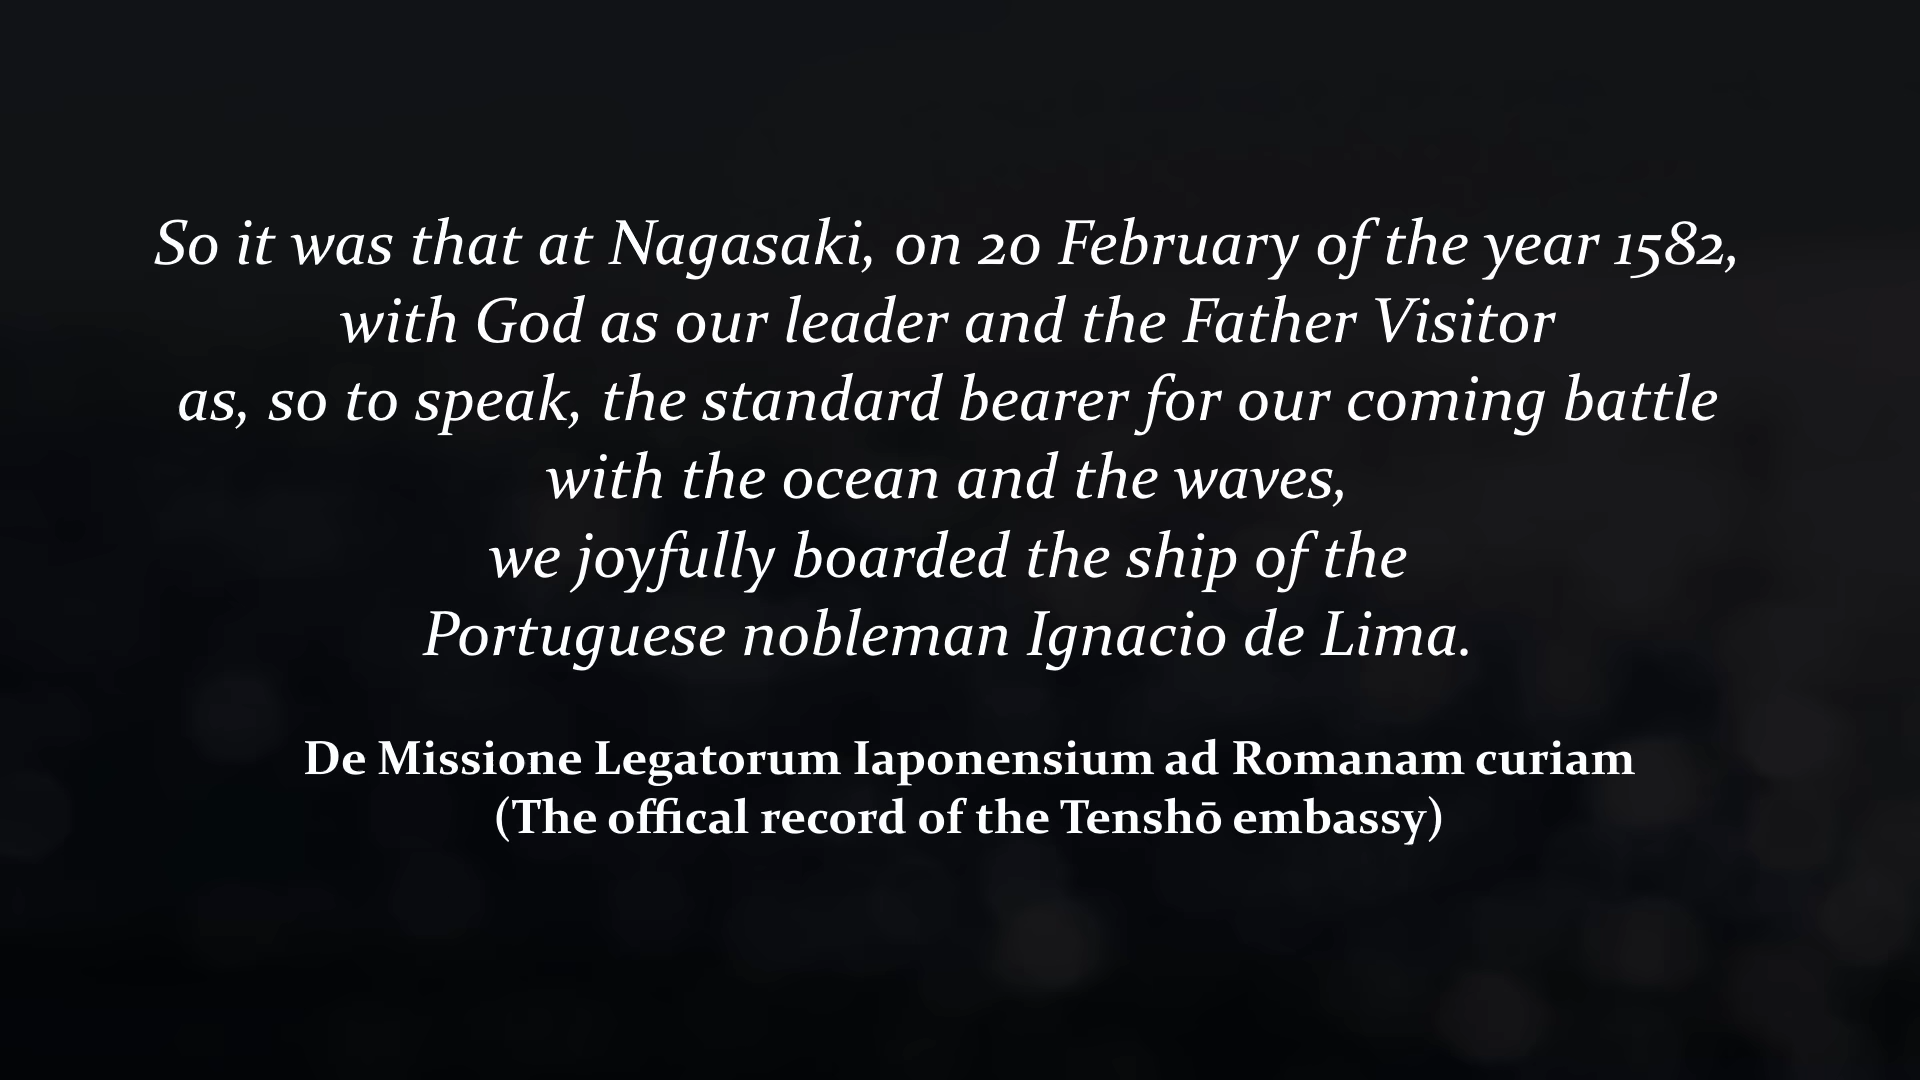 So it was that at Nagasaki, on 20 February of the year 1582,
with God as our leader and the Father Visitor
as, so to speak, the standard bearer for our coming battle
with the ocean and the waves,
we joyfully boarded the ship of the
Portuguese nobleman Ignacio de Lima.
De Missione Legatorum Iaponensium ad Romanam curiam
(The offical record of the Tenshō embassy)